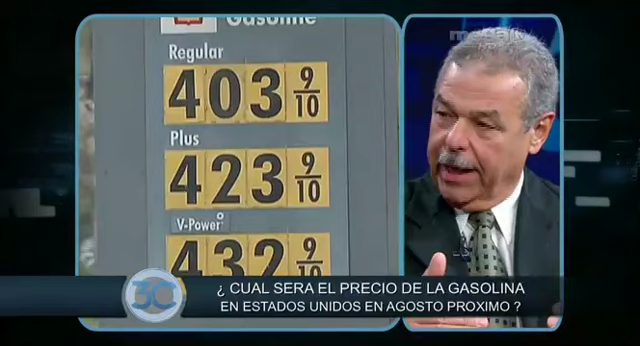 Gasoline
Regular
403 9/10
Plus
423 9/10
V-Power
432 9/10
3C
¿ CUAL SERA EL PRECIO DE LA GASOLINA
EN ESTADOS UNIDOS EN AGOSTO PROXIMO ?